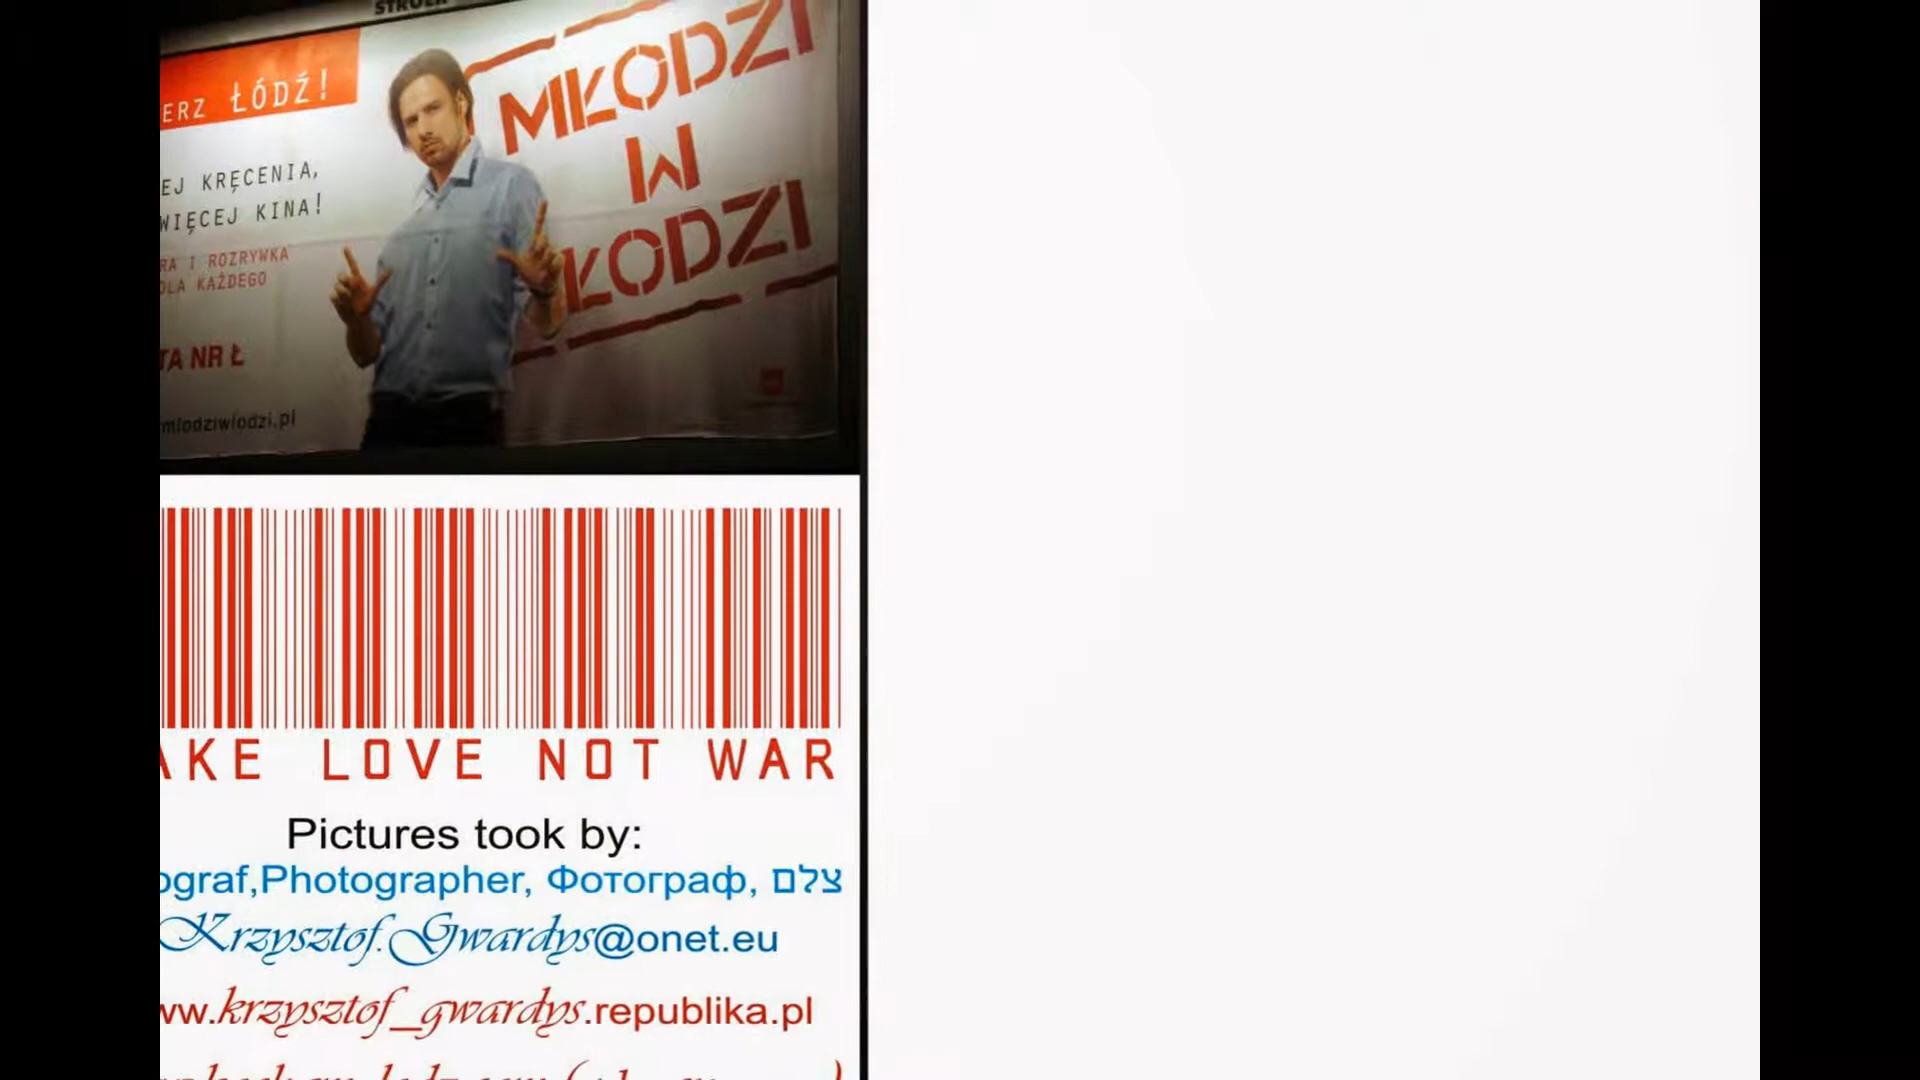 ERZ ŁÓDŹ!
EJ KRĘCENIA,
WIĘCEJ KINA!
RA I ROZRYWKA
DLA KAŻDEGO
TA NR Ł
mlodziwlodzi.pl
MŁODZI
W
ŁODZI
AKE LOVE NOT WAR
Pictures took by:
ograf,Photographer, Фотограф, צלם
Krzysztof.Gwardys@onet.eu
ww.krzysztof_gwardys.republika.pl